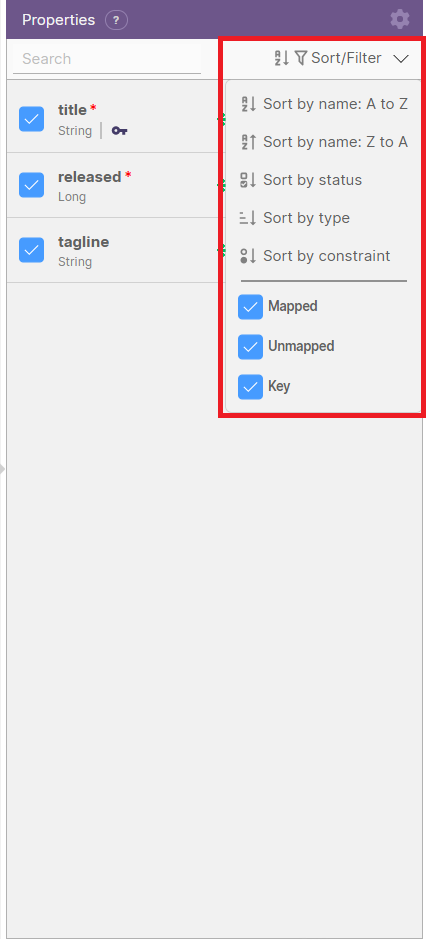 Properties ?
Search
Sort/Filter
title *
String
released *
Long
tagline
String
Sort by name: A to Z
Sort by name: Z to A
Sort by status
Sort by type
Sort by constraint
Mapped
Unmapped
Key